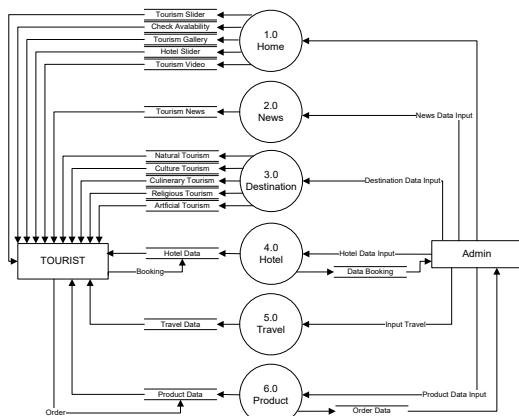 Tourism Slider
Check Avalability
Tourism Gallery
Hotel Slider
Tourism Video
1.0
Home
Tourism News
2.0
News
News Data Input
Natural Tourism
Culture Tourism
Culinerary Tourism
Religious Tourism
Artficial Tourism
3.0
Destination
Destination Data Input
TOURIST
Hotel Data
Booking
4.0
Hotel
Hotel Data Input
Data Booking
Admin
Travel Data
5.0
Travel
Input Travel
Product Data
Order
6.0
Product
Product Data Input
Order Data